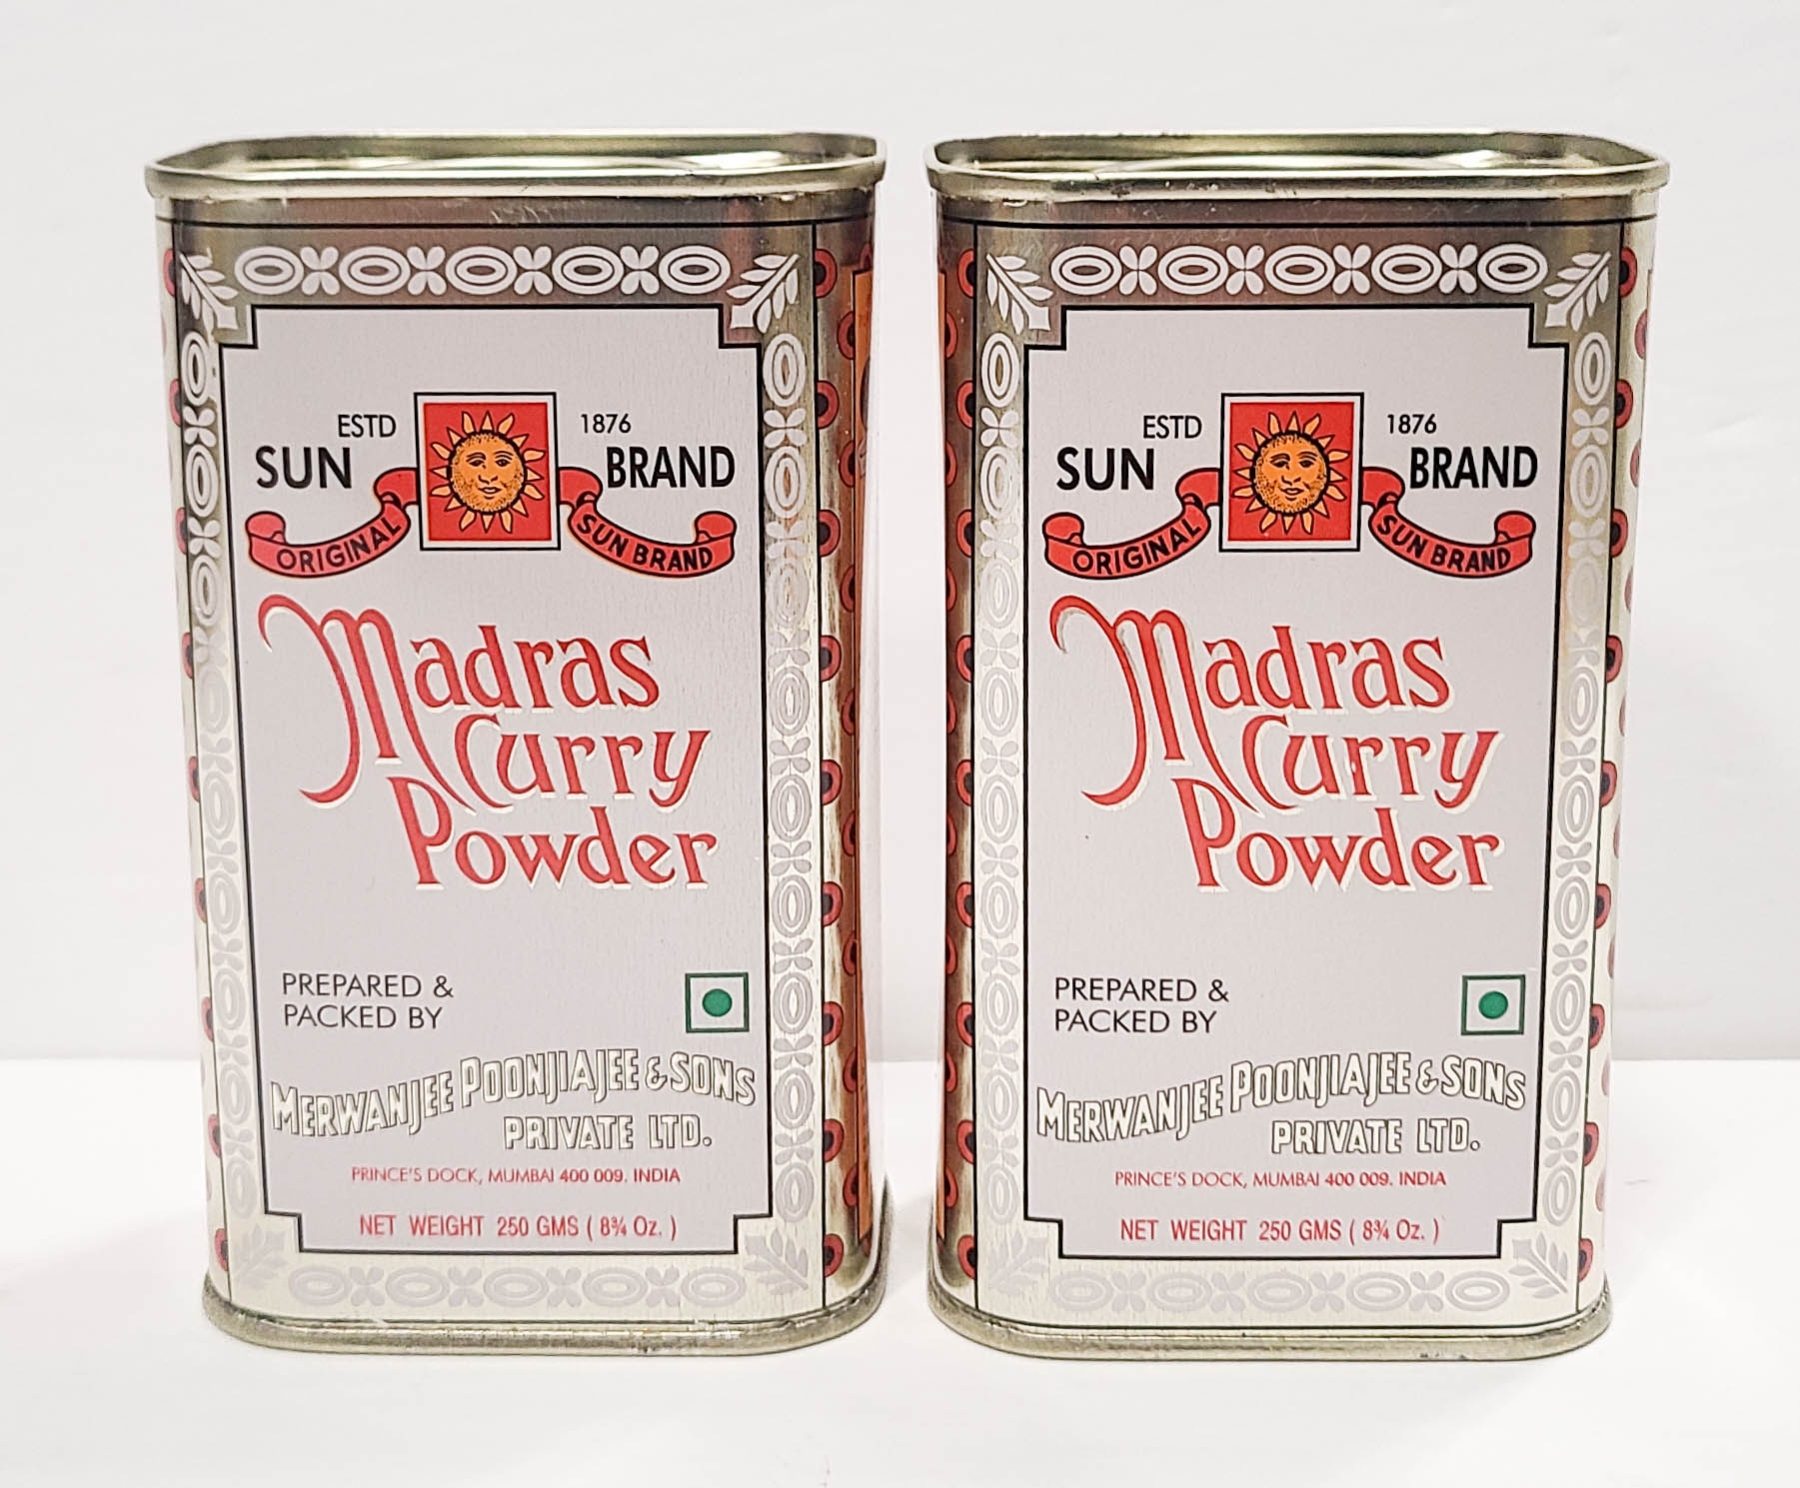 ESTD 1876
SUN BRAND
ORIGINAL SUN BRAND
Madras
Curry
Powder
PREPARED &
PACKED BY
MERWANJEE POONJIAJEE & SONS
PRIVATE LTD.
PRINCE'S DOCK, MUMBAI 400 009. INDIA
NET WEIGHT 250 GMS ( 8¾ Oz. )
ESTD 1876
SUN BRAND
ORIGINAL SUN BRAND
Madras
Curry
Powder
PREPARED &
PACKED BY
MERWANJEE POONJIAJEE & SONS
PRIVATE LTD.
PRINCE'S DOCK, MUMBAI 400 009. INDIA
NET WEIGHT 250 GMS ( 8¾ Oz. )